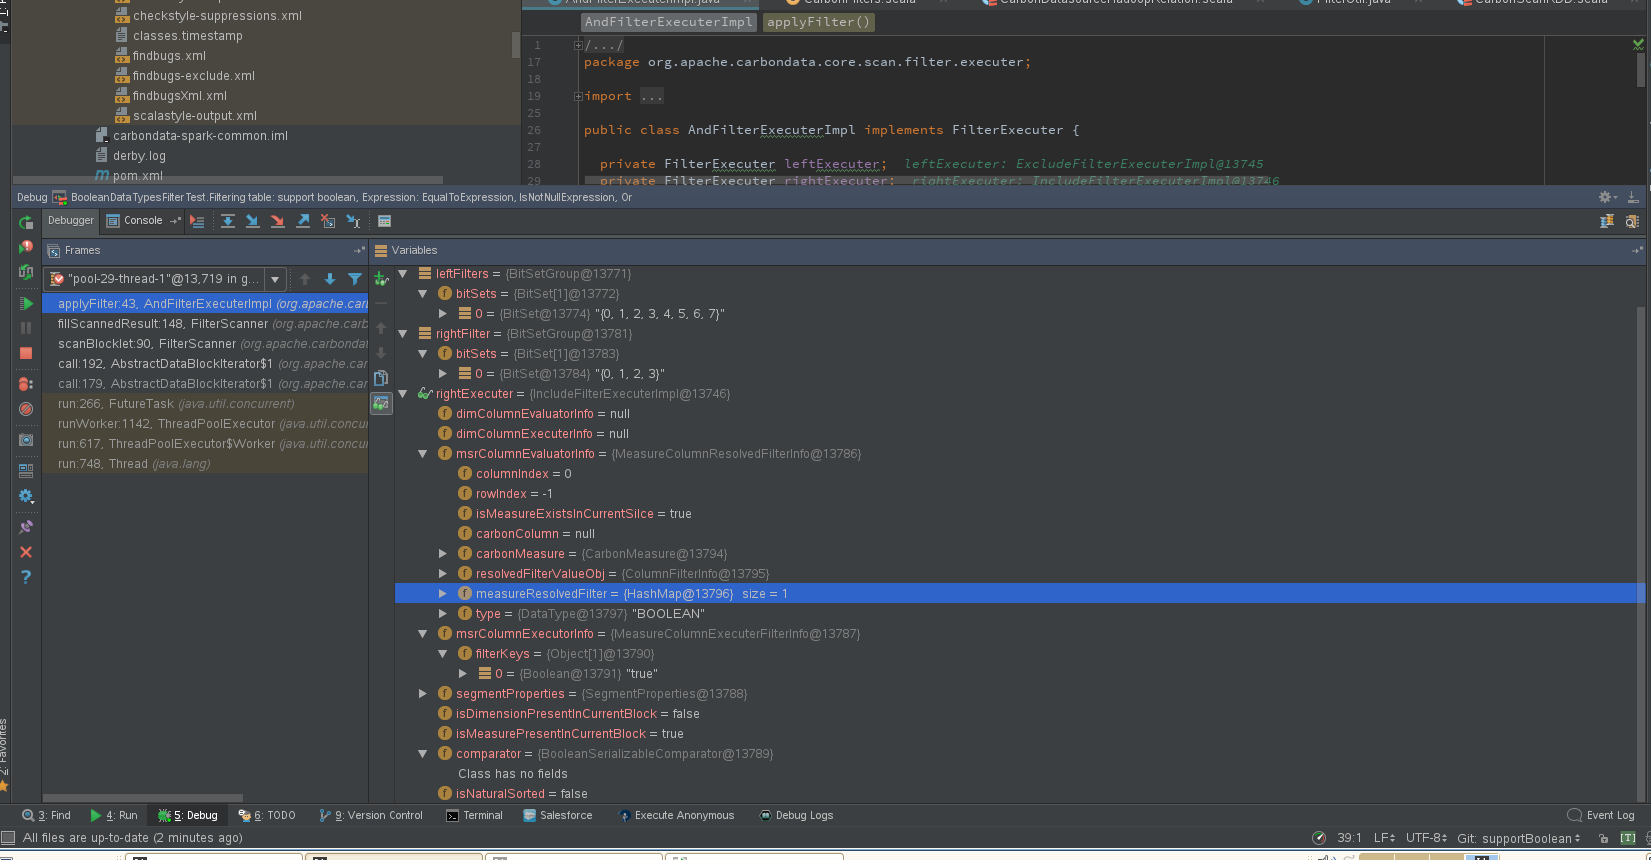 AndFilterExecuterImpl.java
CarbonFilters.scala
CarbonDatasourceHadoopRelation.scala
FilterUtil.java
CarbonScanRDD.scala
checkstyle-suppressions.xml
classes.timestamp
findbugs.xml
findbugs-exclude.xml
findbugsXml.xml
scalastyle-output.xml
carbondata-spark-common.iml
derby.log
pom.xml
AndFilterExecuterImpl applyFilter()
1 /.../
17 package org.apache.carbondata.core.scan.filter.executer;
18
19 import ...
25
26 public class AndFilterExecuterImpl implements FilterExecuter {
27
28 private FilterExecuter leftExecuter; leftExecuter: ExcludeFilterExecuterImpl@13745
29 private FilterExecuter rightExecuter; rightExecuter: IncludeFilterExecuterImpl@13746
Debug BooleanDataTypesFilterTest.Filtering table: support boolean, Expression: EqualToExpression, IsNotNullExpression, Or
Debugger Console
Frames
"pool-29-thread-1"@13,719 in g...
applyFilter:43, AndFilterExecuterImpl (org.apache.carb
fillScannedResult:148, FilterScanner (org.apache.carb
scanBlocklet:90, FilterScanner (org.apache.carbondat
call:192, AbstractDataBlockIterator$1 (org.apache.car
call:179, AbstractDataBlockIterator$1 (org.apache.car
run:266, FutureTask (java.util.concurrent)
runWorker:1142, ThreadPoolExecutor (java.util.concur
run:617, ThreadPoolExecutor$Worker (java.util.concu
run:748, Thread (java.lang)
Variables
leftFilters = {BitSetGroup@13771}
bitSets = {BitSet[1]@13772}
0 = {BitSet@13774} "{0, 1, 2, 3, 4, 5, 6, 7}"
rightFilter = {BitSetGroup@13781}
bitSets = {BitSet[1]@13783}
0 = {BitSet@13784} "{0, 1, 2, 3}"
rightExecuter = {IncludeFilterExecuterImpl@13746}
dimColumnEvaluatorInfo = null
dimColumnExecuterInfo = null
msrColumnEvaluatorInfo = {MeasureColumnResolvedFilterInfo@13786}
columnIndex = 0
rowIndex = -1
isMeasureExistsInCurrentSilce = true
carbonColumn = null
carbonMeasure = {CarbonMeasure@13794}
resolvedFilterValueObj = {ColumnFilterInfo@13795}
measureResolvedFilter = {HashMap@13796} size = 1
type = {DataType@13797} "BOOLEAN"
msrColumnExecutorInfo = {MeasureColumnExecuterFilterInfo@13787}
filterKeys = {Object[1]@13790}
0 = {Boolean@13791} "true"
segmentProperties = {SegmentProperties@13788}
isDimensionPresentInCurrentBlock = false
isMeasurePresentInCurrentBlock = true
comparator = {BooleanSerializableComparator@13789}
Class has no fields
isNaturalSorted = false
2: Favorites
3: Find 4: Run 5: Debug 6: TODO 9: Version Control Terminal Salesforce Execute Anonymous Debug Logs Event Log
All files are up-to-date (2 minutes ago) 39:1 LF UTF-8 Git: supportBoolean [T]